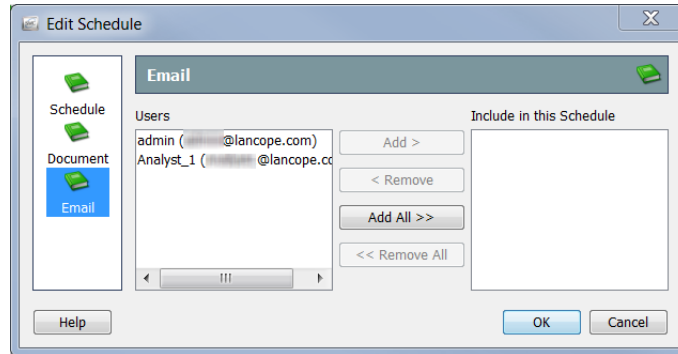 Edit Schedule
Schedule
Document
Email
Email
Users
admin ( @lancope.com)
Analyst_1 ( @lancope.cc
Add >
< Remove
Add All >>
<< Remove All
Include in this Schedule
Help
OK
Cancel